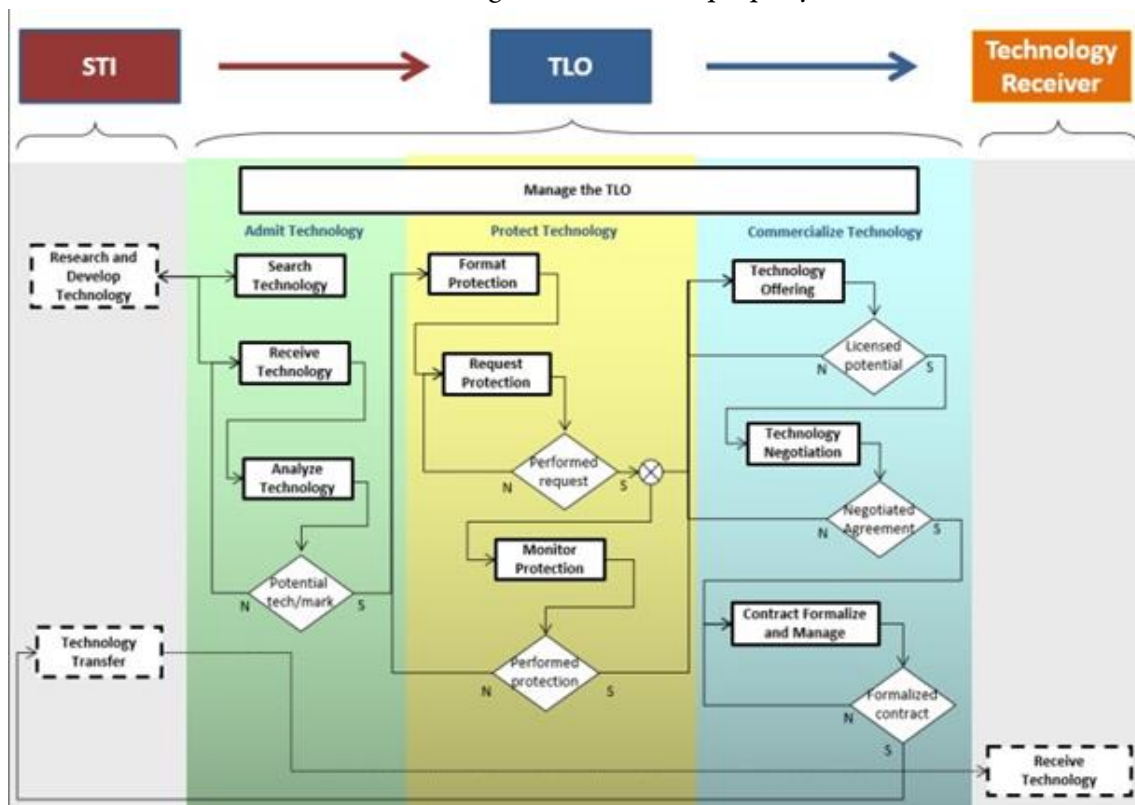 STI
TLO
Technology
Receiver
Manage the TLO
Admit Technology
Protect Technology
Commercialize Technology
Research and
Develop
Technology
Search
Technology
Receive
Technology
Analyze
Technology
Potential
tech/mark
N
S
Technology
Transfer
Format
Protection
Request
Protection
Performed
request
N
S
Monitor
Protection
Performed
protection
N
S
Technology
Offering
Licensed
potential
N
S
Technology
Negotiation
Negotiated
Agreement
N
S
Contract Formalize
and Manage
Formalized
contract
N
S
Receive
Technology